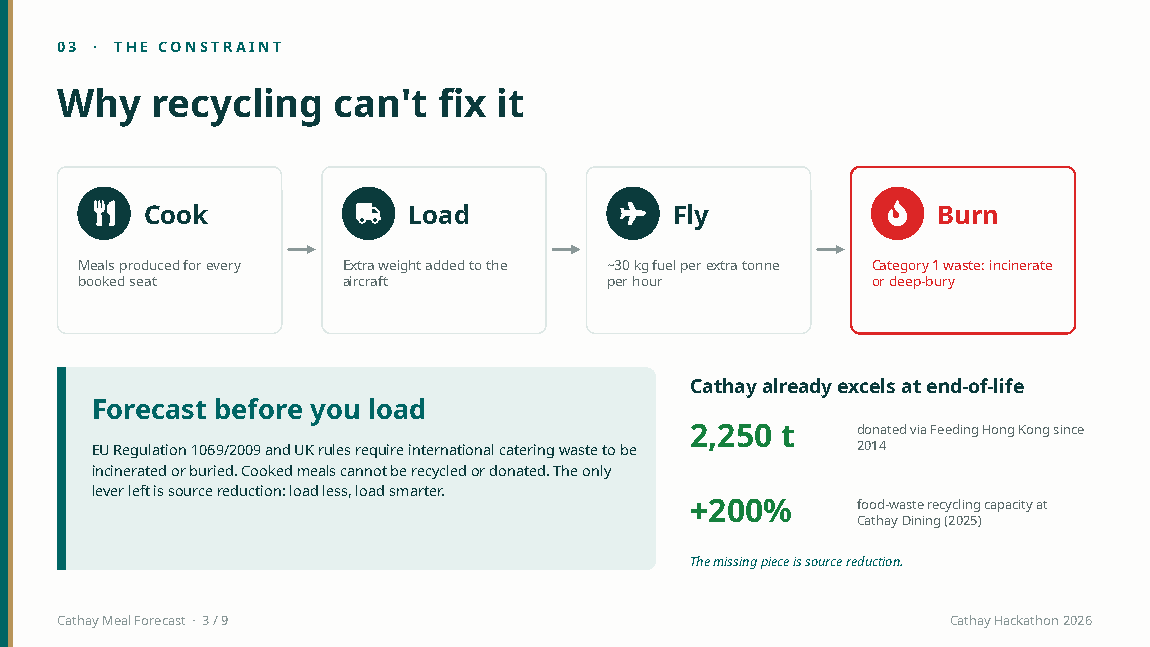 03 · THE CONSTRAINT
Why recycling can't fix it
Cook
Meals produced for every
booked seat
Load
Extra weight added to the
aircraft
Fly
~30 kg fuel per extra tonne
per hour
Burn
Category 1 waste: incinerate
or deep-bury
Forecast before you load
EU Regulation 1069/2009 and UK rules require international catering waste to be
incinerated or buried. Cooked meals cannot be recycled or donated. The only
lever left is source reduction: load less, load smarter.
Cathay already excels at end-of-life
2,250 t
donated via Feeding Hong Kong since
2014
+200%
food-waste recycling capacity at
Cathay Dining (2025)
The missing piece is source reduction.
Cathay Meal Forecast · 3 / 9
Cathay Hackathon 2026